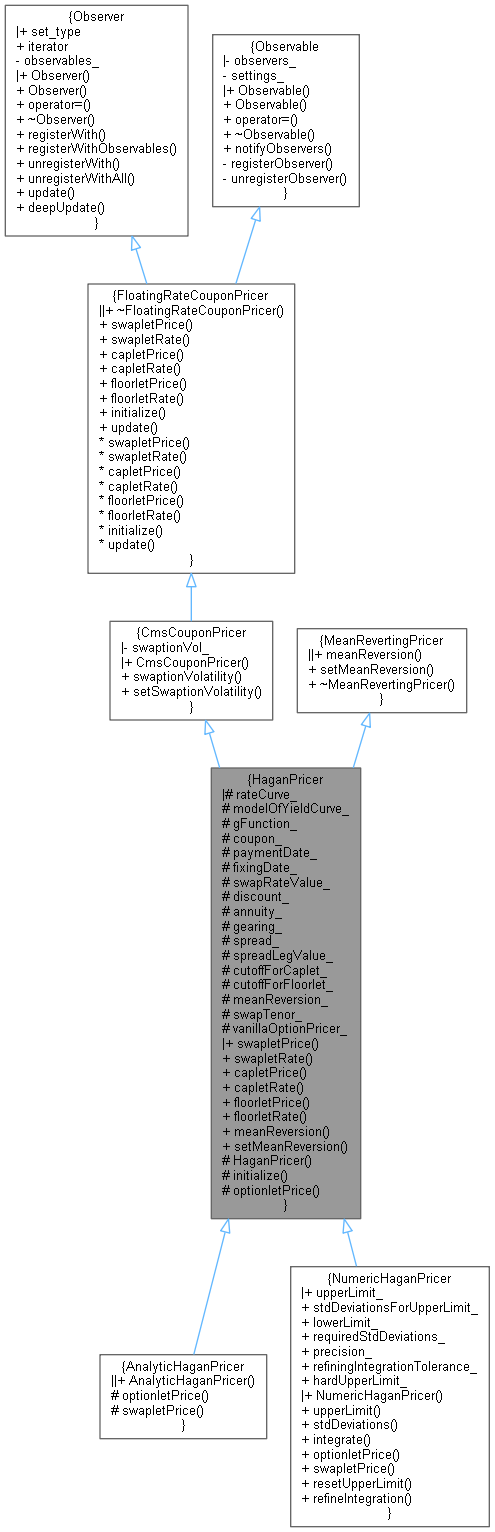 {Observer
|+ set_type
+ iterator
- observables_
|+ Observer()
+ Observer()
+ operator=()
+ ~Observer()
+ registerWith()
+ registerWithObservables()
+ unregisterWith()
+ unregisterWithAll()
+ update()
+ deepUpdate()
}
{Observable
|- observers_
- settings_
|+ Observable()
+ Observable()
+ operator=()
+ ~Observable()
+ notifyObservers()
- registerObserver()
- unregisterObserver()
}
{FloatingRateCouponPricer
||+ ~FloatingRateCouponPricer()
+ swapletPrice()
+ swapletRate()
+ capletPrice()
+ capletRate()
+ floorletPrice()
+ floorletRate()
+ initialize()
+ update()
* swapletPrice()
* swapletRate()
* capletPrice()
* capletRate()
* floorletPrice()
* floorletRate()
* initialize()
* update()
}
{CmsCouponPricer
|- swaptionVol_
|+ CmsCouponPricer()
+ swaptionVolatility()
+ setSwaptionVolatility()
}
{MeanRevertingPricer
||+ meanReversion()
+ setMeanReversion()
+ ~MeanRevertingPricer()
}
{HaganPricer
|# rateCurve_
# modelOfYieldCurve_
# gFunction_
# coupon_
# paymentDate_
# fixingDate_
# swapRateValue_
# discount_
# annuity_
# gearing_
# spread_
# spreadLegValue_
# cutoffForCaplet_
# cutoffForFloorlet_
# meanReversion_
# swapTenor_
# vanillaOptionPricer_
|+ swapletPrice()
+ swapletRate()
+ capletPrice()
+ capletRate()
+ floorletPrice()
+ floorletRate()
+ meanReversion()
+ setMeanReversion()
# HaganPricer()
# initialize()
# optionletPrice()
}
{AnalyticHaganPricer
||+ AnalyticHaganPricer()
# optionletPrice()
# swapletPrice()
}
{NumericHaganPricer
|+ upperLimit_
+ stdDeviationsForUpperLimit_
+ lowerLimit_
+ requiredStdDeviations_
+ precision_
+ refiningIntegrationTolerance_
+ hardUpperLimit_
|+ NumericHaganPricer()
+ upperLimit()
+ stdDeviations()
+ integrate()
+ optionletPrice()
+ swapletPrice()
+ resetUpperLimit()
+ refineIntegration()
}